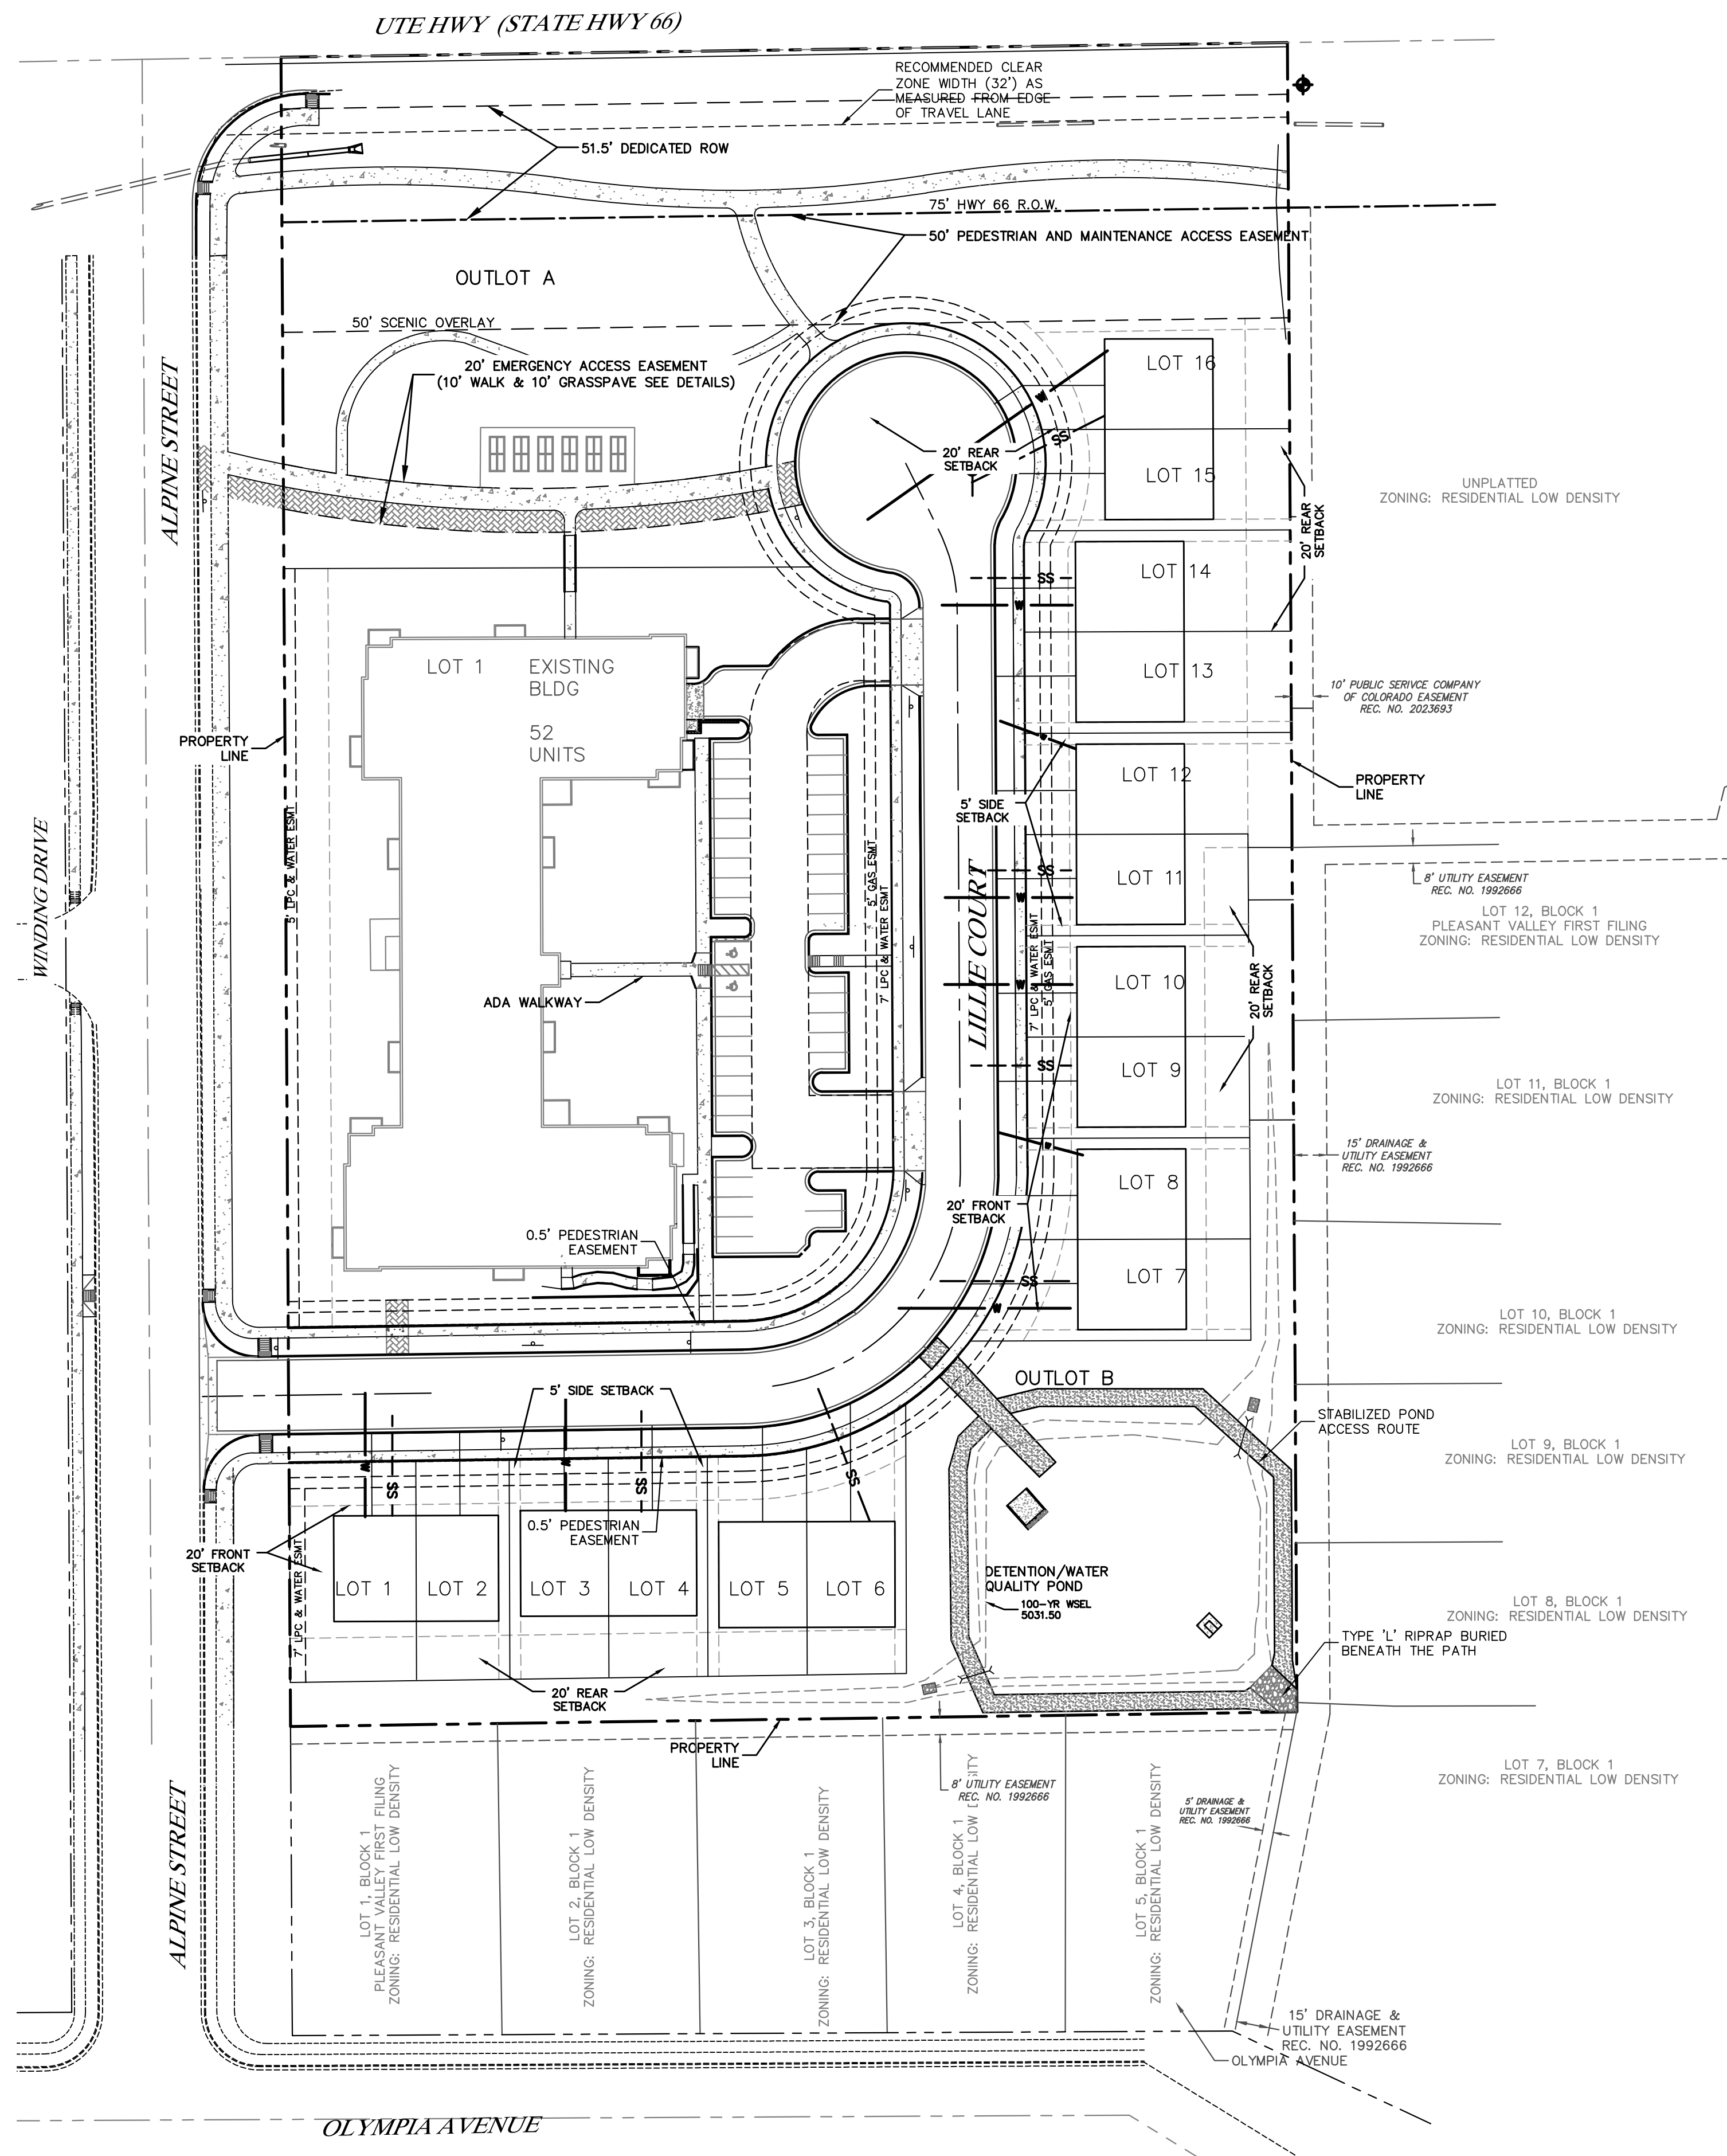 UTE HWY (STATE HWY 66)
RECOMMENDED CLEAR
ZONE WIDTH (32') AS
MEASURED FROM EDGE
OF TRAVEL LANE
51.5' DEDICATED ROW
75' HWY 66 R.O.W.
50' PEDESTRIAN AND MAINTENANCE ACCESS EASEMENT
OUTLOT A
50' SCENIC OVERLAY
20' EMERGENCY ACCESS EASEMENT
(10' WALK & 10' GRASSPAVE SEE DETAILS)
ALPINE STREET
LOT 16
W
SS
20' REAR
SETBACK
LOT 15
UNPLATTED
ZONING: RESIDENTIAL LOW DENSITY
20' REAR
SETBACK
LOT 14
SS
W
LOT 13
LOT 1
EXISTING
BLDG
52
UNITS
10' PUBLIC SERIVCE COMPANY
OF COLORADO EASEMENT
REC. NO. 2023693
PROPERTY
LINE
PROPERTY
LINE
LOT 12
5' SIDE
SETBACK
WINDING DRIVE
5' LPC & WATER ESMT
5' GAS ESMT
7' LPC & WATER ESMT
LILLIE COURT
SS
W
LOT 11
8' UTILITY EASEMENT
REC. NO. 1992666
LOT 12, BLOCK 1
PLEASANT VALLEY FIRST FILING
ZONING: RESIDENTIAL LOW DENSITY
7' LPC & WATER ESMT
5' GAS ESMT
W
LOT 10
20' REAR
SETBACK
ADA WALKWAY
SS
LOT 9
LOT 11, BLOCK 1
ZONING: RESIDENTIAL LOW DENSITY
15' DRAINAGE &
UTILITY EASEMENT
REC. NO. 1992666
LOT 8
20' FRONT
SETBACK
0.5' PEDESTRIAN
EASEMENT
SS
LOT 7
W
LOT 10, BLOCK 1
ZONING: RESIDENTIAL LOW DENSITY
OUTLOT B
5' SIDE SETBACK
STABILIZED POND
ACCESS ROUTE
LOT 9, BLOCK 1
ZONING: RESIDENTIAL LOW DENSITY
W
SS
W
SS
SS
0.5' PEDESTRIAN
EASEMENT
20' FRONT
SETBACK
7' LPC & WATER ESMT
LOT 1
LOT 2
LOT 3
LOT 4
LOT 5
LOT 6
DETENTION/WATER
QUALITY POND
100-YR WSEL
5031.50
LOT 8, BLOCK 1
ZONING: RESIDENTIAL LOW DENSITY
TYPE 'L' RIPRAP BURIED
BENEATH THE PATH
20' REAR
SETBACK
PROPERTY
LINE
8' UTILITY EASEMENT
REC. NO. 1992666
LOT 7, BLOCK 1
ZONING: RESIDENTIAL LOW DENSITY
5' DRAINAGE &
UTILITY EASEMENT
REC. NO. 1992666
ALPINE STREET
LOT 1, BLOCK 1
PLEASANT VALLEY FIRST FILING
ZONING: RESIDENTIAL LOW DENSITY
LOT 2, BLOCK 1
ZONING: RESIDENTIAL LOW DENSITY
LOT 3, BLOCK 1
ZONING: RESIDENTIAL LOW DENSITY
LOT 4, BLOCK 1
ZONING: RESIDENTIAL LOW DENSITY
LOT 5, BLOCK 1
ZONING: RESIDENTIAL LOW DENSITY
15' DRAINAGE &
UTILITY EASEMENT
REC. NO. 1992666
OLYMPIA AVENUE
OLYMPIA AVENUE